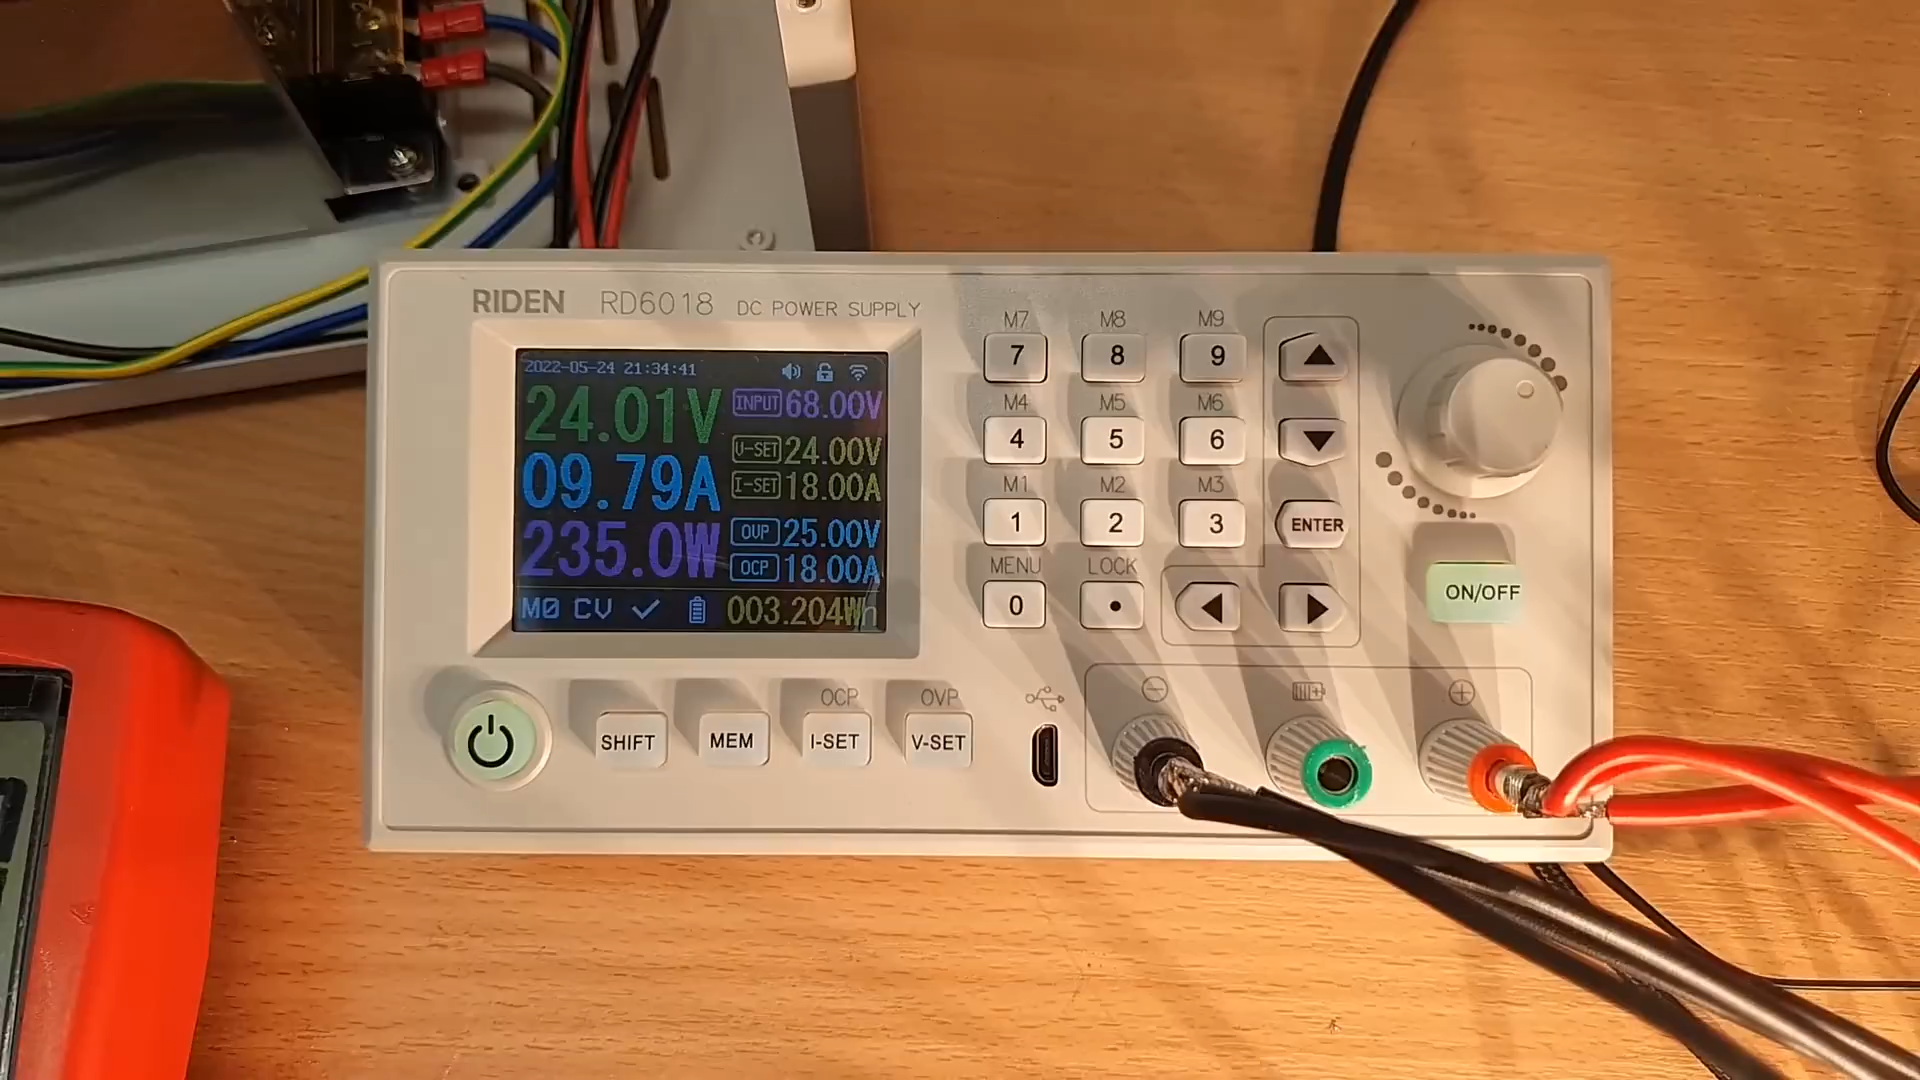 RIDEN RD6018 DC POWER SUPPLY
2022-05-24 21:34:41
24.01V
INPUT 68.00V
09.79A
V-SET 24.00V
I-SET 18.00A
235.0W
OVP 25.00V
OCP 18.00A
M0 CV
003.204Wh
M7 M8 M9
7 8 9
M4 M5 M6
4 5 6
M1 M2 M3
1 2 3 ENTER
MENU LOCK
0
ON/OFF
OCP OVP
SHIFT MEM I-SET V-SET